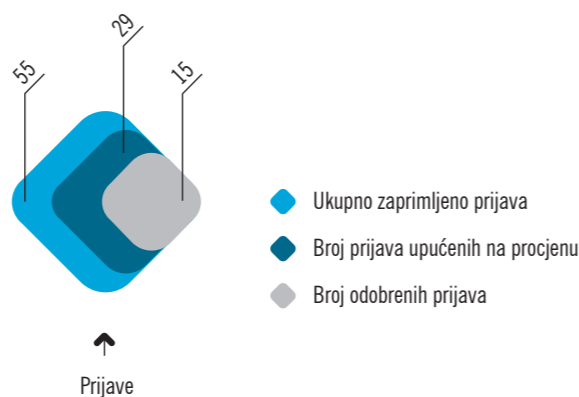 55
29
15
Ukupno zaprimljeno prijava
Broj prijava upućenih na procjenu
Broj odobrenih prijava
Prijave